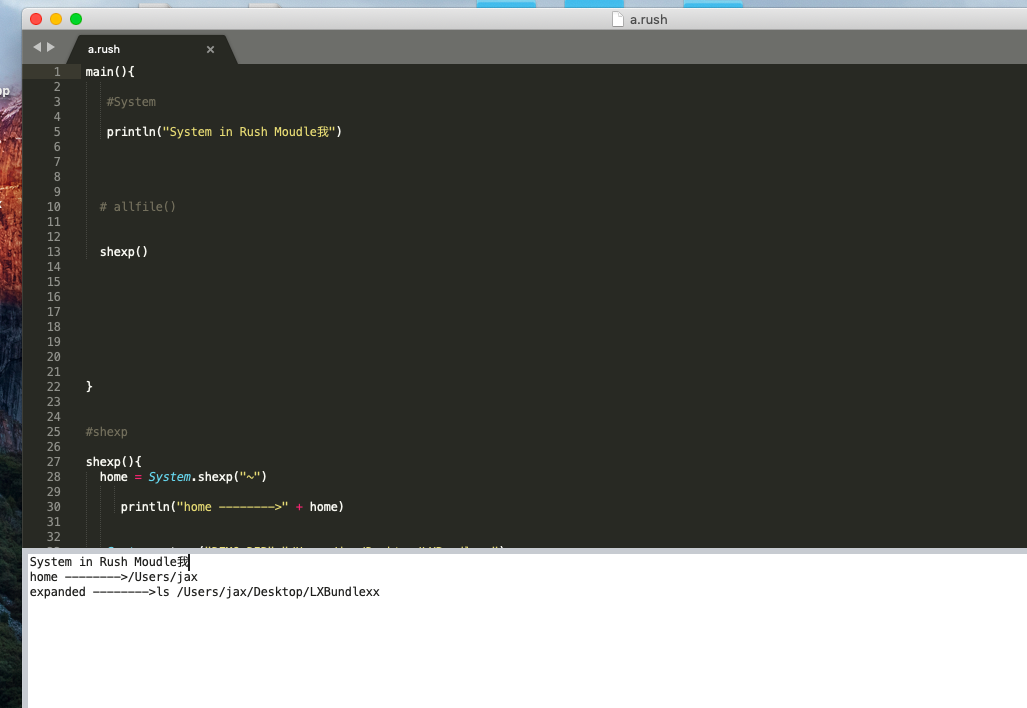 a.rush
a.rush
1 main(){
2
3 #System
4
5 println("System in Rush Moudle我")
6
7
8
9
10 # allfile()
11
12
13 shexp()
14
15
16
17
18
19
20
21
22 }
23
24
25 #shexp
26
27 shexp(){
28 home = System.shexp("~")
29
30 println("home -------->" + home)
31
32
System in Rush Moudle我
home -------->/Users/jax
expanded -------->ls /Users/jax/Desktop/LXBundlexx